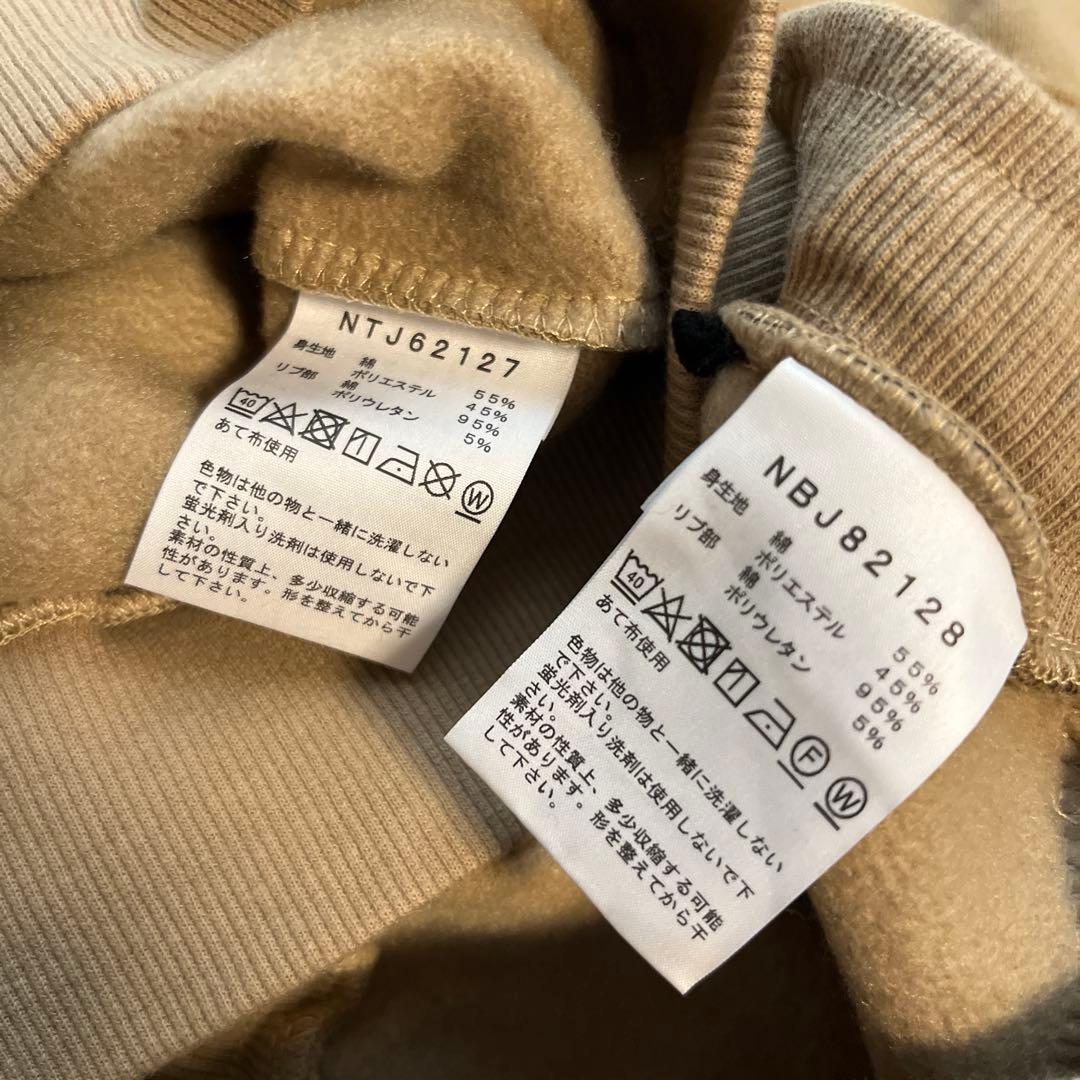 NTJ62127
身生地 綿 55%
ポリエステル 45%
リブ部 綿 95%
ポリウレタン 5%
40 F W
あて布使用
色物は他の物と一緒に洗濯しない
で下さい。
蛍光剤入り洗剤は使用しないで下
さい。
素材の性質上、多少収縮する可能
性があります。形を整えてから干
して下さい。
NBJ82128
身生地 綿 55%
ポリエステル 45%
リブ部 綿 95%
ポリウレタン 5%
40 F W
あて布使用
色物は他の物と一緒に洗濯しない
で下さい。
蛍光剤入り洗剤は使用しないで下
さい。
素材の性質上、多少収縮する可能
性があります。形を整えてから干
して下さい。